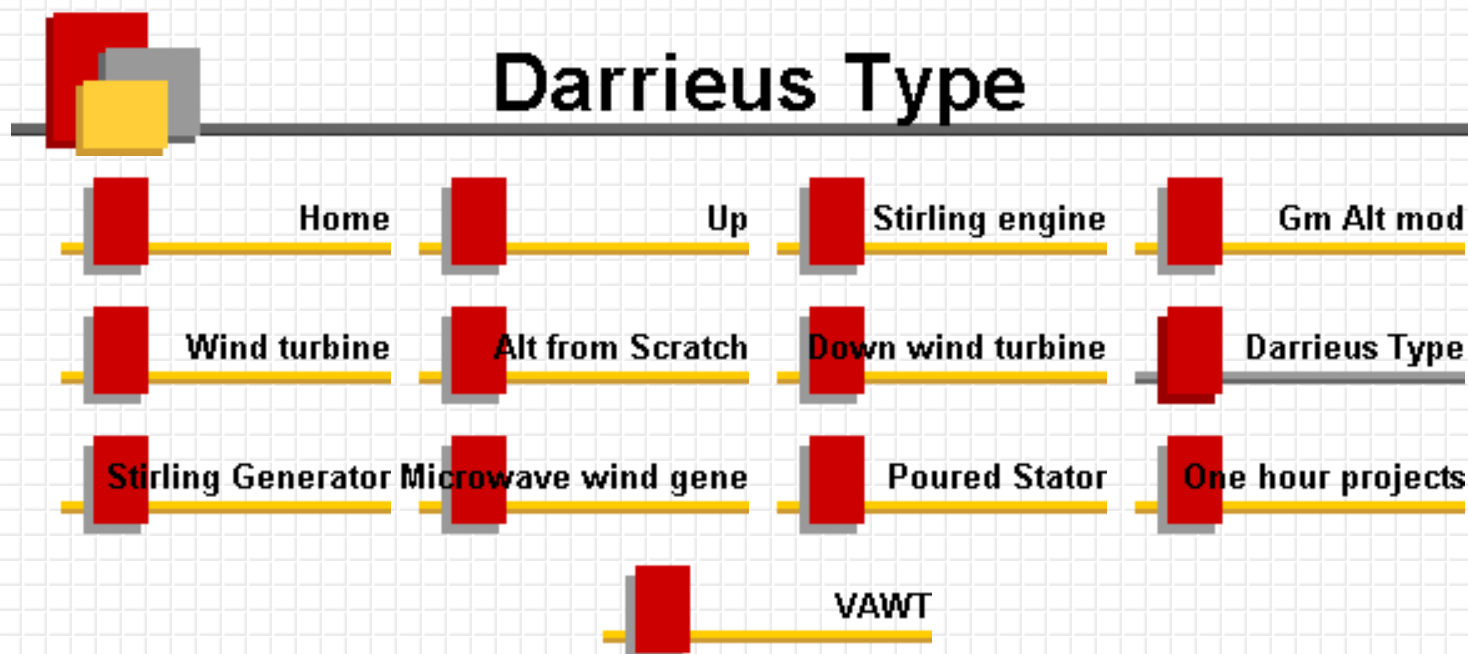 Darrieus Type
Home Up Stirling engine Gm Alt mod
Wind turbine Alt from Scratch Down wind turbine Darrieus Type
Stirling Generator Microwave wind gene Poured Stator One hour projects
VAWT